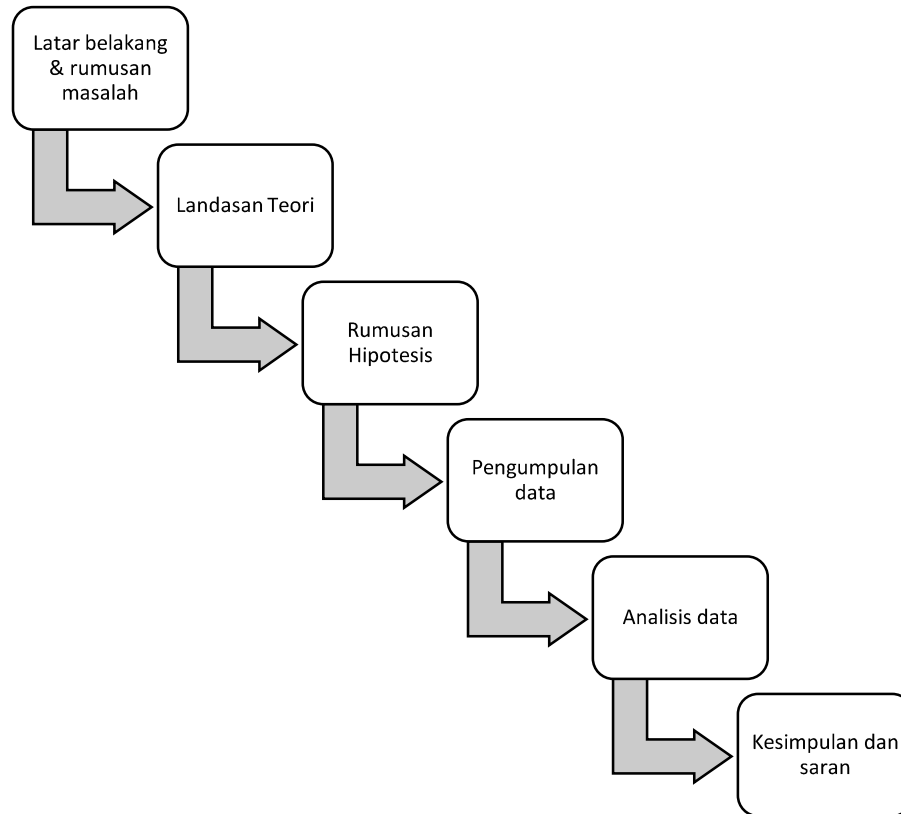 Latar belakang
& rumusan
masalah
Landasan Teori
Rumusan
Hipotesis
Pengumpulan
data
Analisis data
Kesimpulan dan
saran